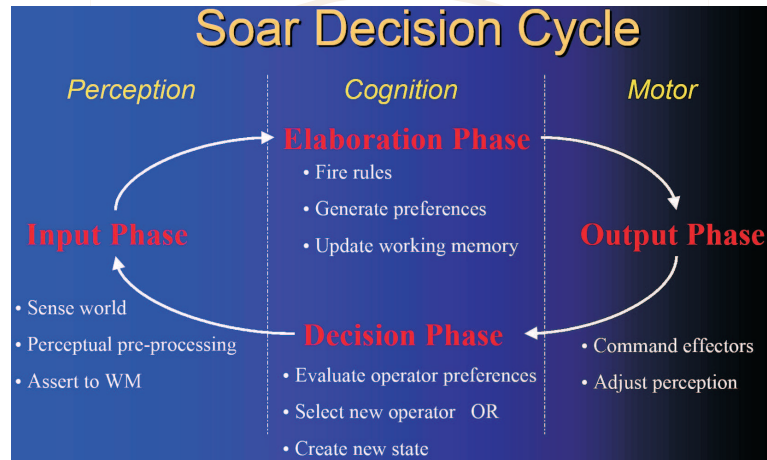 Soar Decision Cycle
Perception
Cognition
Motor
Elaboration Phase
• Fire rules
• Generate preferences
• Update working memory
Input Phase
• Sense world
• Perceptual pre-processing
• Assert to WM
Output Phase
• Command effectors
• Adjust perception
Decision Phase
• Evaluate operator preferences
• Select new operator OR
• Create new state